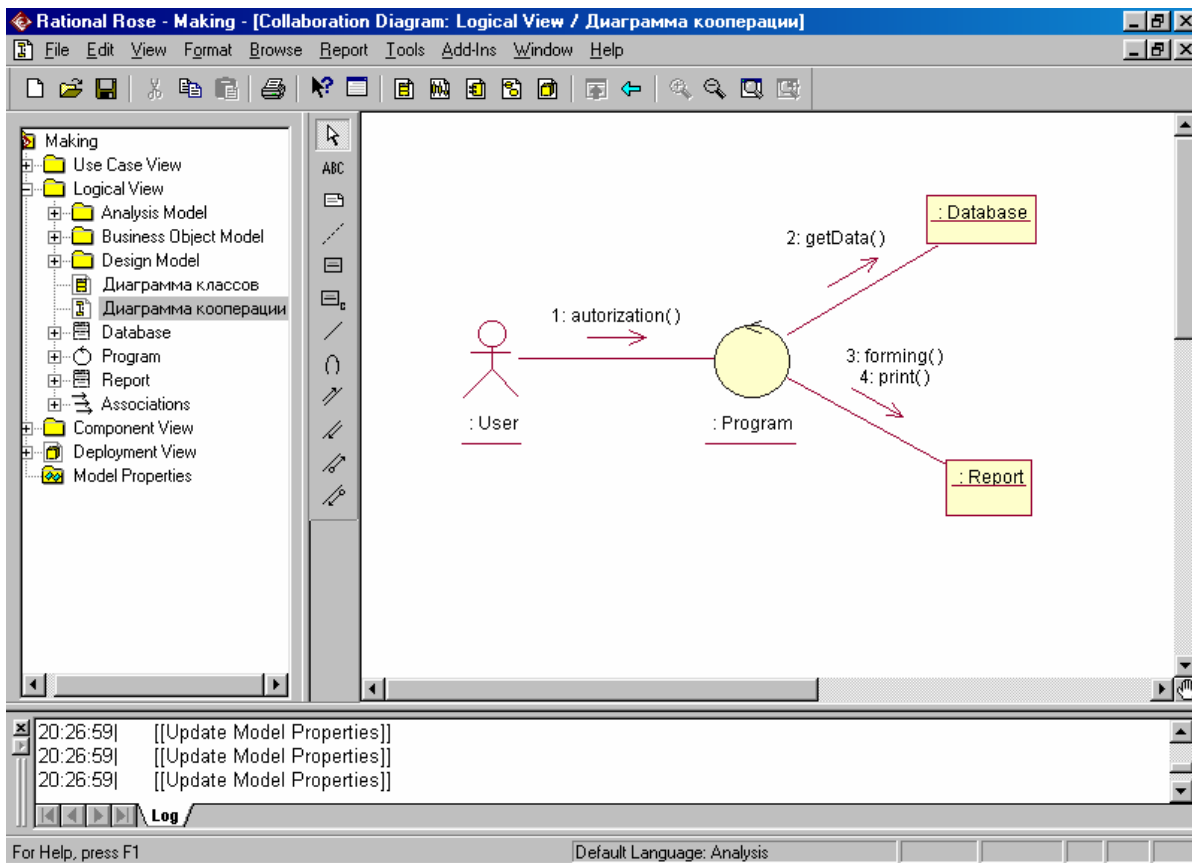 Rational Rose - Making - [Collaboration Diagram: Logical View / Диаграмма кооперации]
File Edit View Format Browse Report Tools Add-Ins Window Help
Making
Use Case View
Logical View
Analysis Model
Business Object Model
Design Model
Диаграмма классов
Диаграмма кооперации
Database
Program
Report
Associations
Component View
Deployment View
Model Properties
ABC
: Database
2: getData()
1: autorization()
3: forming()
4: print()
: User
: Program
: Report
20:26:59| [[Update Model Properties]]
20:26:59| [[Update Model Properties]]
20:26:59| [[Update Model Properties]]
Log
For Help, press F1
Default Language: Analysis